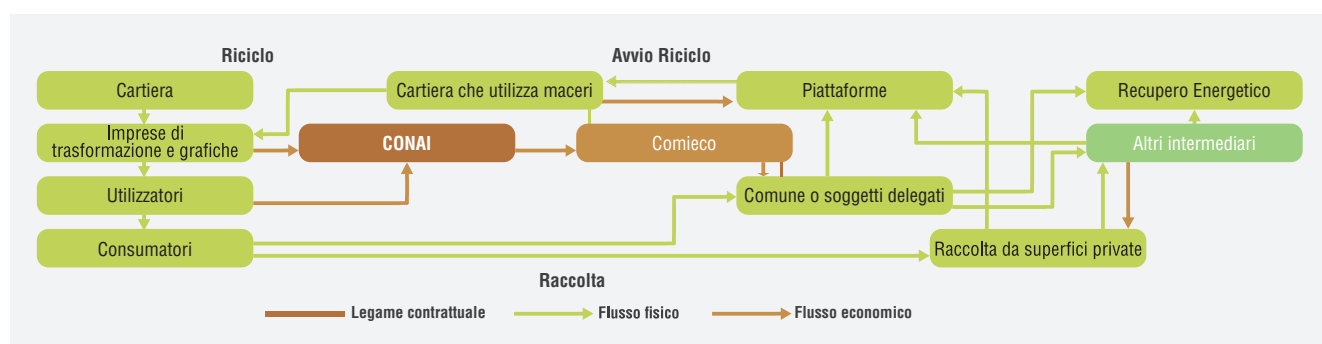 Riciclo
Avvio Riciclo
Cartiera
Cartiera che utilizza maceri
Piattaforme
Recupero Energetico
Imprese di
trasformazione e grafiche
CONAI
Comieco
Altri intermediari
Utilizzatori
Comune o soggetti delegati
Consumatori
Raccolta da superfici private
Raccolta
Legame contrattuale
Flusso fisico
Flusso economico